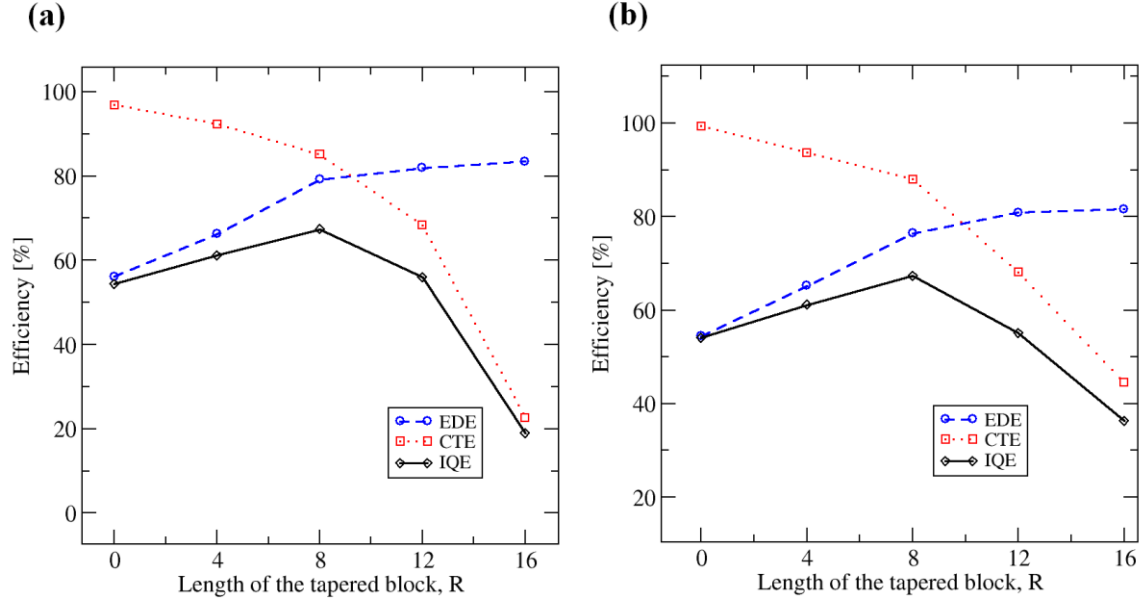 (a)
100
80
60
40
20
0
Efficiency [%]
EDE
CTE
IQE
0 4 8 12 16
Length of the tapered block, R
(b)
100
80
60
40
20
Efficiency [%]
EDE
CTE
IQE
0 4 8 12 16
Length of the tapered block, R